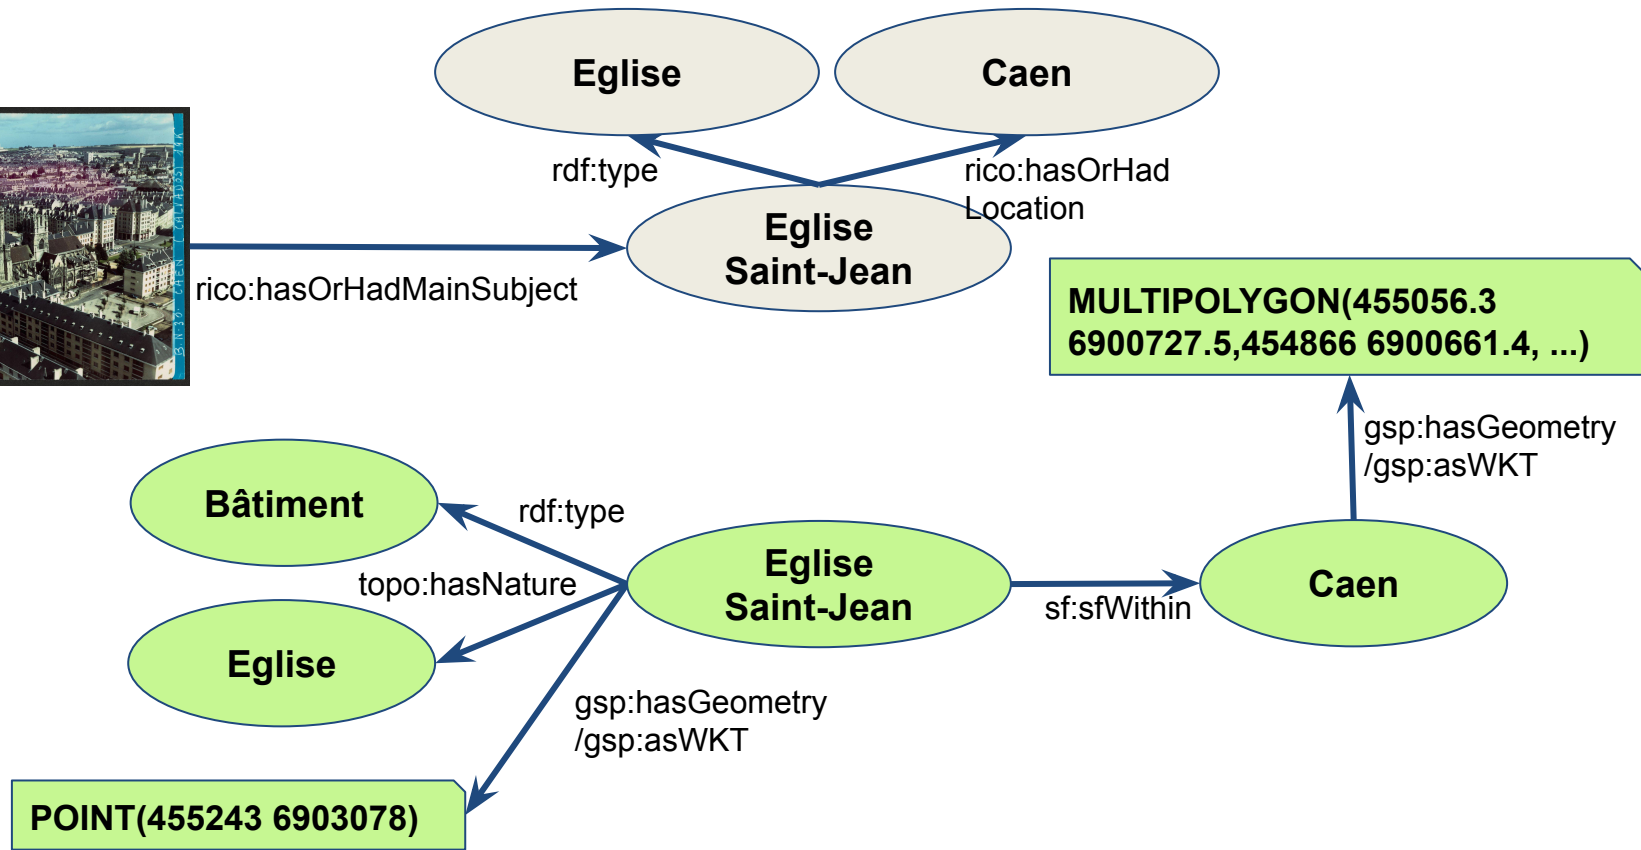 Eglise
Caen
rdf:type
rico:hasOrHad
Location
Eglise
Saint-Jean
rico:hasOrHadMainSubject
MULTIPOLYGON(455056.3
6900727.5,454866 6900661.4, ...)
gsp:hasGeometry
/gsp:asWKT
Bâtiment
rdf:type
topo:hasNature
Eglise
Saint-Jean
sf:sfWithin
Caen
Eglise
gsp:hasGeometry
/gsp:asWKT
POINT(455243 6903078)